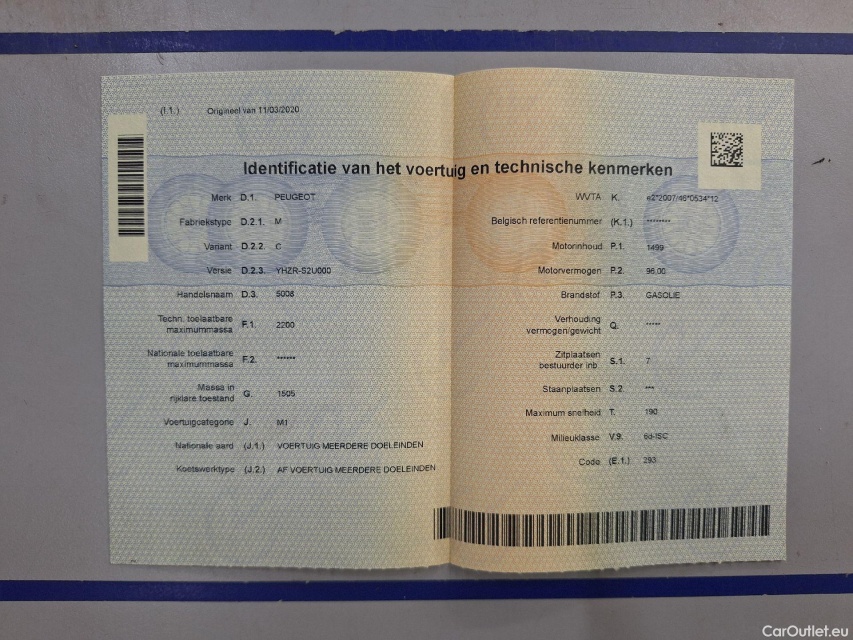 (I.1.) Origineel van 11/03/2020
Identificatie van het voertuig en technische kenmerken
Merk D.1. PEUGEOT
Fabriekstype D.2.1. M
Variant D.2.2. C
Versie D.2.3. YHZR-S2U000
Handelsnaam D.3. 5008
Techn. toelaatbare
maximummassa F.1. 2200
Nationale toelaatbare
maximummassa F.2. ******
Massa in
rijklare toestand G. 1505
Voertuigcategorie J. M1
Nationale aard (J.1.) VOERTUIG MEERDERE DOELEINDEN
Koetswerktype (J.2.) AF VOERTUIG MEERDERE DOELEINDEN
WVTA K. e2*2007/46*0534*12
Belgisch referentienummer (K.1.) ********
Motorinhoud P.1. 1499
Motorvermogen P.2. 96.00
Brandstof P.3. GASOLIE
Verhouding
vermogen/gewicht Q. *****
Zitplaatsen
bestuurder inb. S.1. 7
Staanplaatsen S.2. ***
Maximum snelheid T. 190
Milieuklasse V.9. 6d-ISC
Code (E.1.) 293
CarOutlet.eu